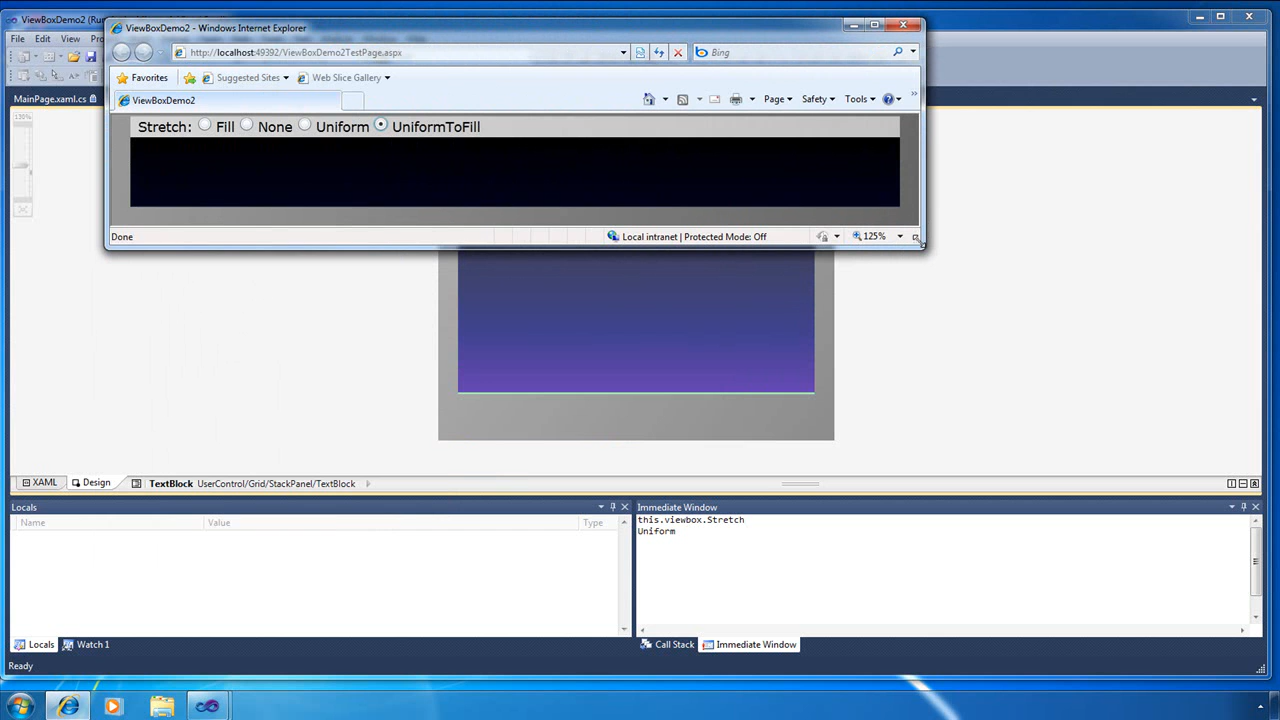 ViewBoxDemo2 (Ru
ViewBoxDemo2 - Windows Internet Explorer
File Edit View
http://localhost:49392/ViewBoxDemo2TestPage.aspx
Bing
Favorites Suggested Sites Web Slice Gallery
MainPage.xaml.cs
ViewBoxDemo2
Page Safety Tools
130%
Stretch: Fill None Uniform UniformToFill
Done
Local intranet | Protected Mode: Off
125%
XAML Design TextBlock UserControl/Grid/StackPanel/TextBlock
Locals
Immediate Window
Name Value Type
this.viewbox.Stretch
Uniform
Locals Watch 1
Call Stack Immediate Window
Ready